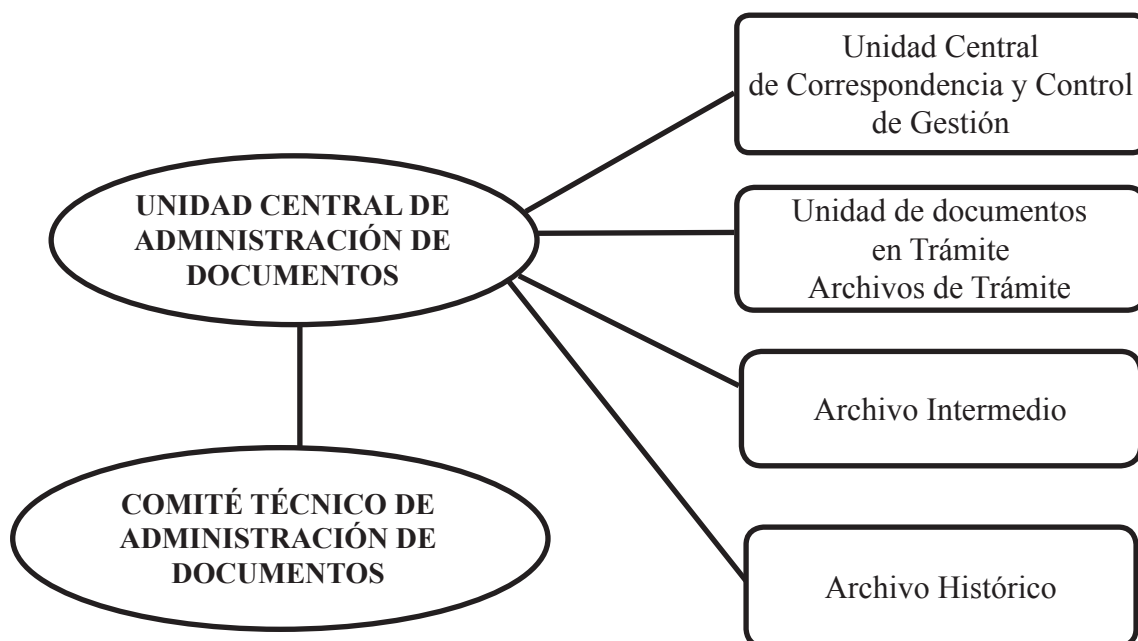 Unidad Central
de Correspondencia y Control
de Gestión
UNIDAD CENTRAL DE
ADMINISTRACIÓN DE
DOCUMENTOS
Unidad de documentos
en Trámite
Archivos de Trámite
Archivo Intermedio
COMITÉ TÉCNICO DE
ADMINISTRACIÓN DE
DOCUMENTOS
Archivo Histórico